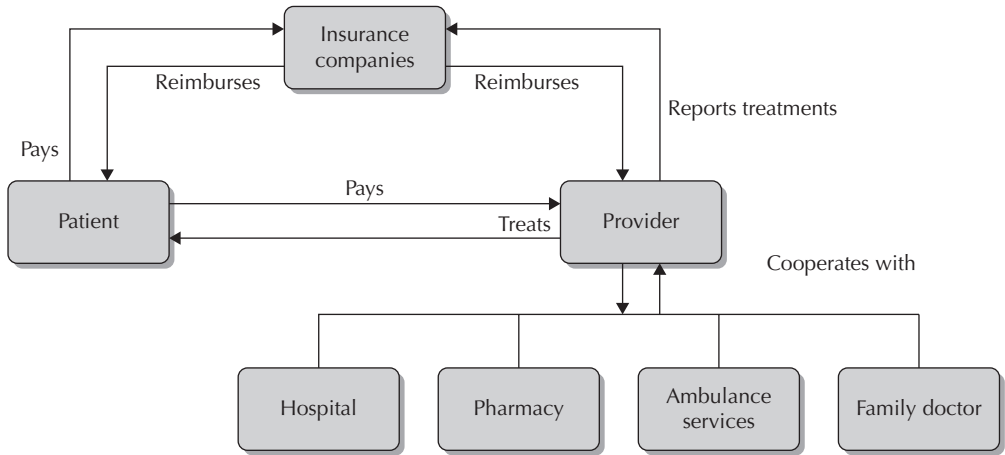 Insurance
companies
Reimburses
Reimburses
Reports treatments
Pays
Patient
Pays
Treats
Provider
Cooperates with
Hospital
Pharmacy
Ambulance
services
Family doctor